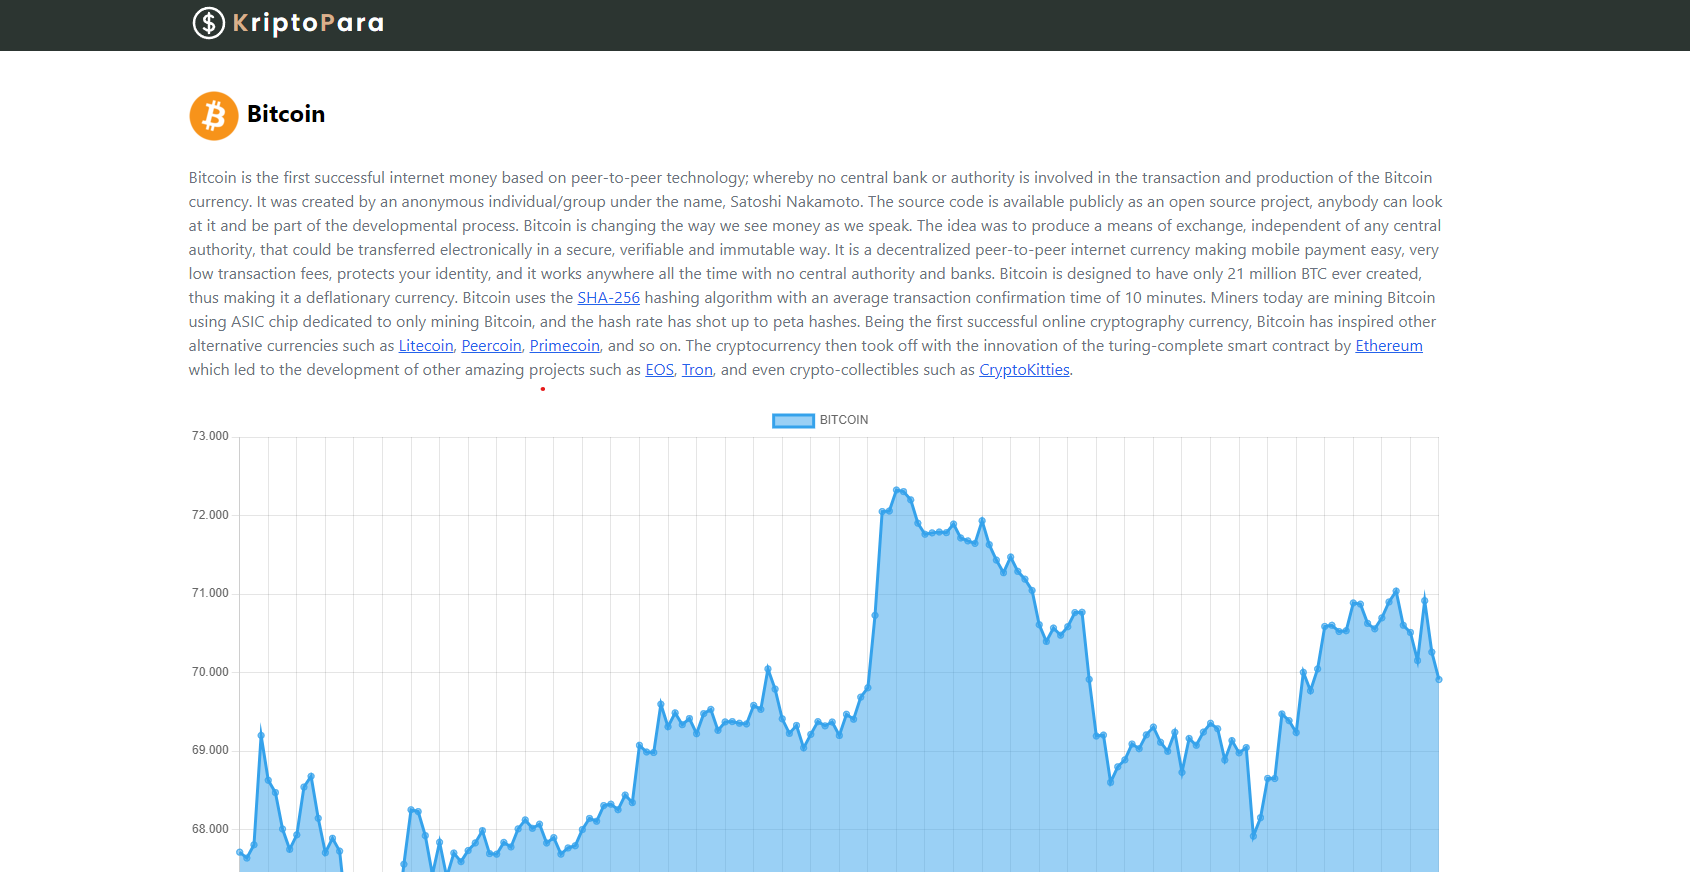 KriptoPara
Bitcoin
Bitcoin is the first successful internet money based on peer-to-peer technology; whereby no central bank or authority is involved in the transaction and production of the Bitcoin
currency. It was created by an anonymous individual/group under the name, Satoshi Nakamoto. The source code is available publicly as an open source project, anybody can look
at it and be part of the developmental process. Bitcoin is changing the way we see money as we speak. The idea was to produce a means of exchange, independent of any central
authority, that could be transferred electronically in a secure, verifiable and immutable way. It is a decentralized peer-to-peer internet currency making mobile payment easy, very
low transaction fees, protects your identity, and it works anywhere all the time with no central authority and banks. Bitcoin is designed to have only 21 million BTC ever created,
thus making it a deflationary currency. Bitcoin uses the SHA-256 hashing algorithm with an average transaction confirmation time of 10 minutes. Miners today are mining Bitcoin
using ASIC chip dedicated to only mining Bitcoin, and the hash rate has shot up to peta hashes. Being the first successful online cryptography currency, Bitcoin has inspired other
alternative currencies such as Litecoin, Peercoin, Primecoin, and so on. The cryptocurrency then took off with the innovation of the turing-complete smart contract by Ethereum
which led to the development of other amazing projects such as EOS, Tron, and even crypto-collectibles such as CryptoKitties.
BITCOIN
73.000
72.000
71.000
70.000
69.000
68.000